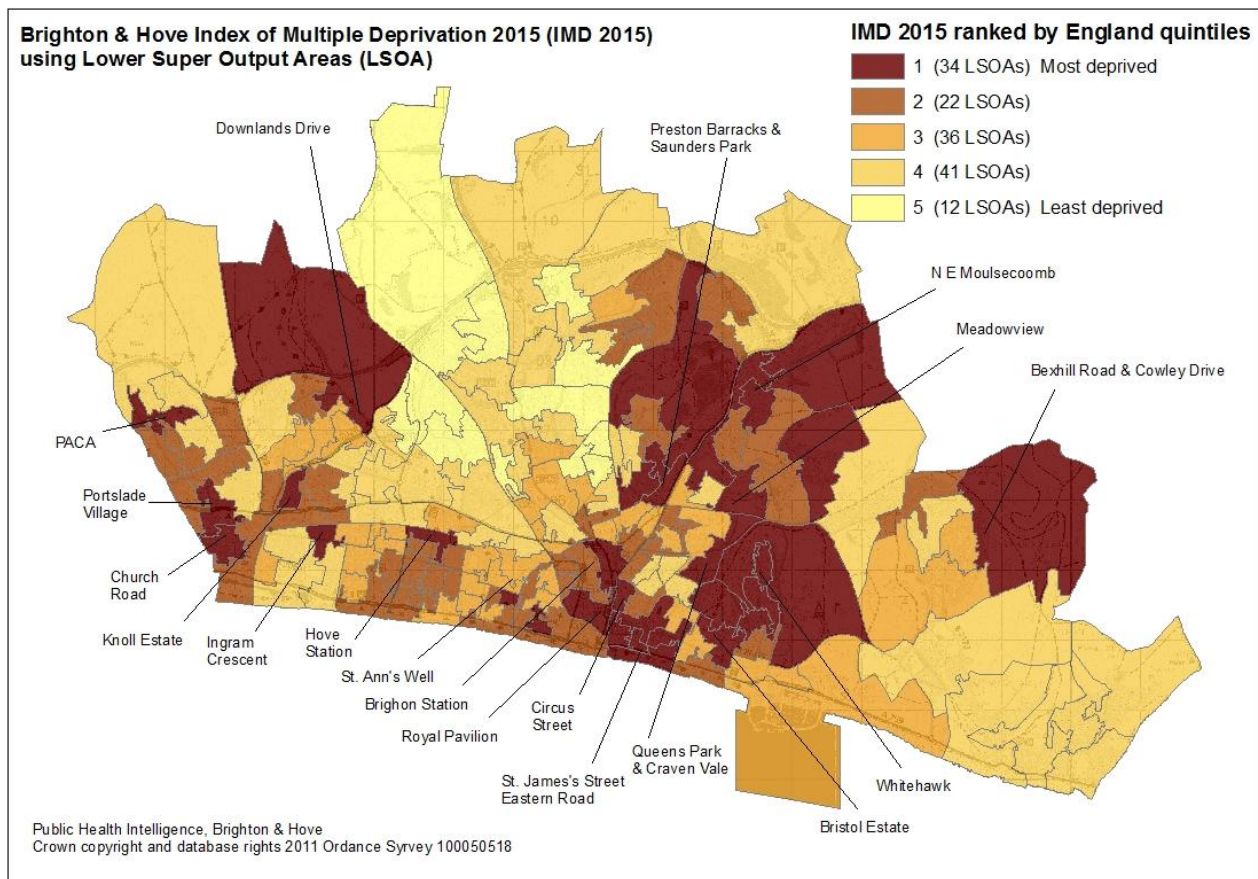 Brighton & Hove Index of Multiple Deprivation 2015 (IMD 2015)
using Lower Super Output Areas (LSOA)
IMD 2015 ranked by England quintiles
1 (34 LSOAs) Most deprived
2 (22 LSOAs)
3 (36 LSOAs)
4 (41 LSOAs)
5 (12 LSOAs) Least deprived
Downlands Drive
Preston Barracks &
Saunders Park
N E Moulsecoomb
Meadowview
Bexhill Road & Cowley Drive
PACA
Portslade
Village
Church
Road
Knoll Estate
Ingram
Crescent
Hove
Station
St. Ann's Well
Brighon Station
Royal Pavilion
Circus
Street
St. James's Street
Eastern Road
Queens Park
& Craven Vale
Whitehawk
Bristol Estate
Public Health Intelligence, Brighton & Hove
Crown copyright and database rights 2011 Ordance Syrvey 100050518